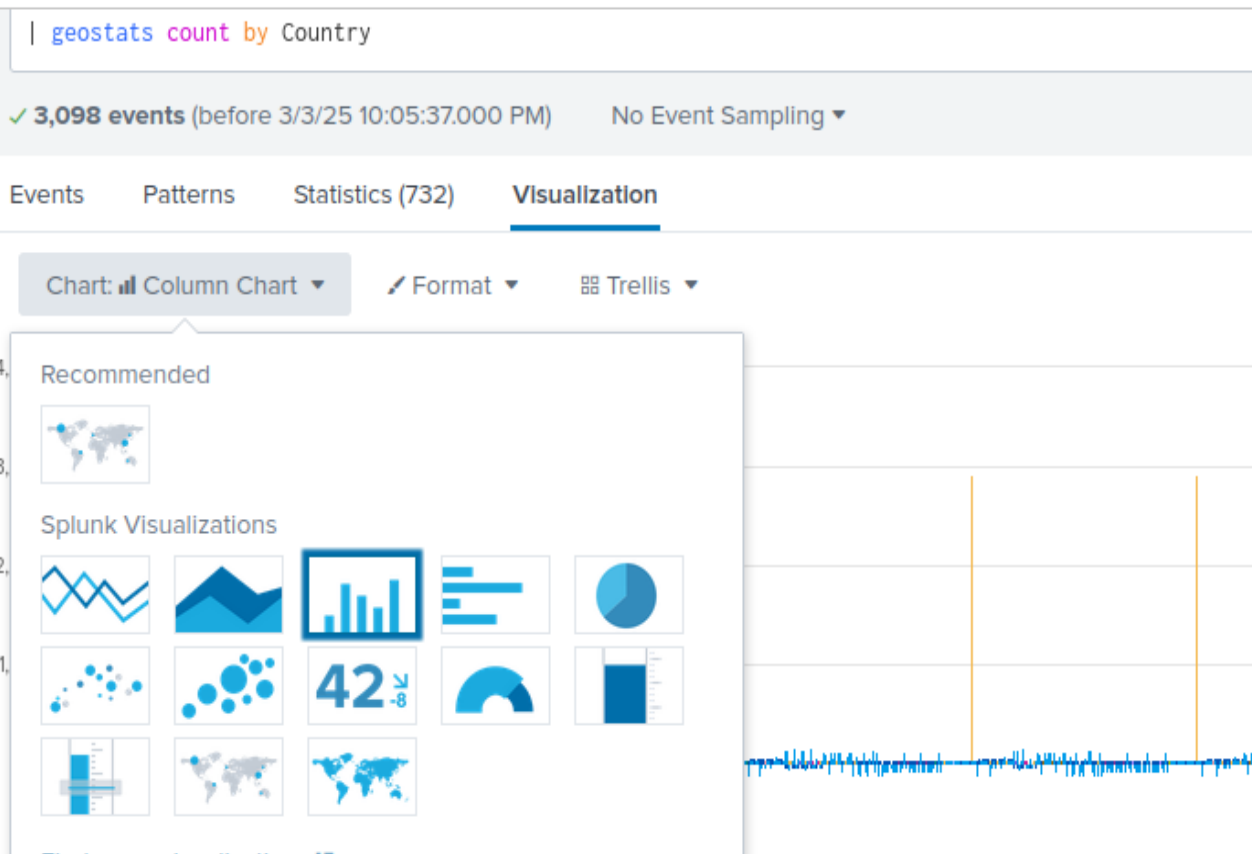 | geostats count by Country
✓ 3,098 events (before 3/3/25 10:05:37.000 PM) No Event Sampling ▾
Events Patterns Statistics (732) Visualization
Chart: Column Chart ▾ Format ▾ Trellis ▾
Recommended
4,
3,
Splunk Visualizations
2,
1,
42
-8